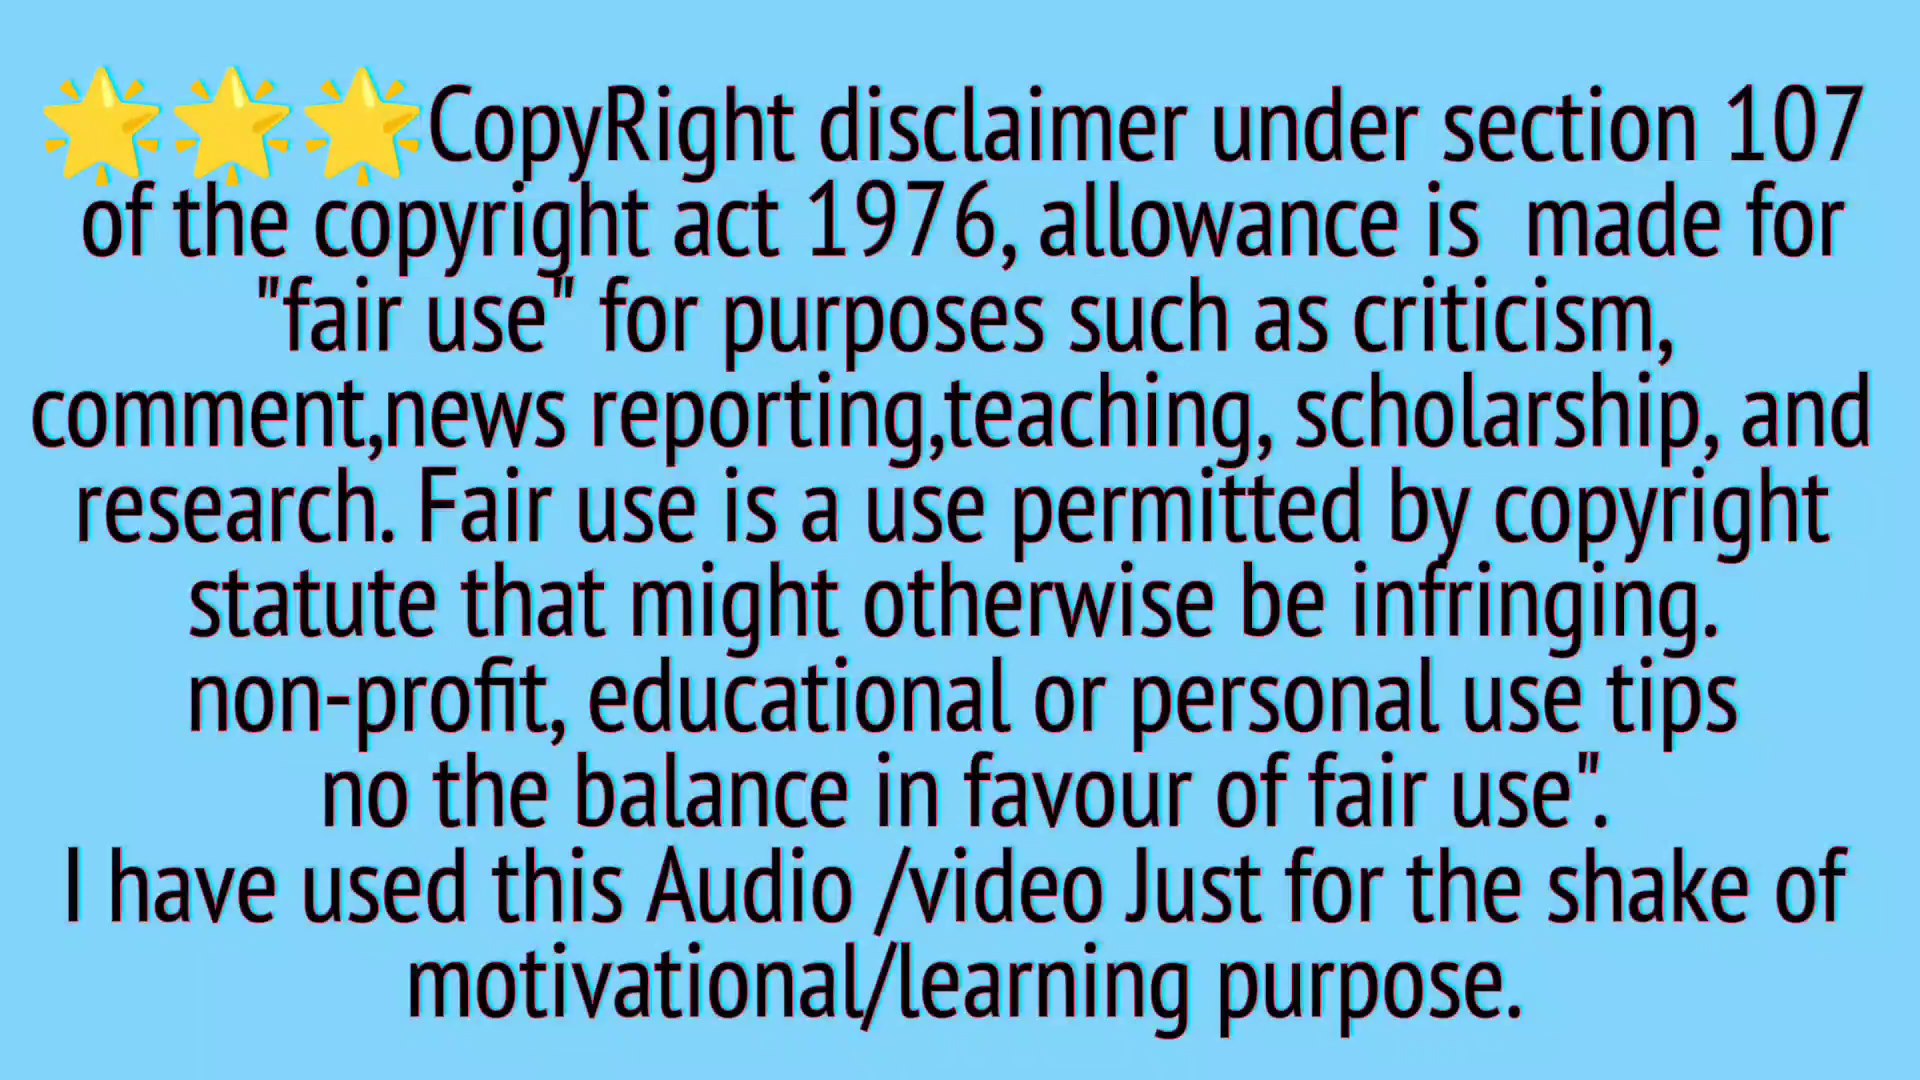 🌟🌟🌟CopyRight disclaimer under section 107
of the copyright act 1976, allowance is  made for
"fair use" for purposes such as criticism,
comment,news reporting,teaching, scholarship, and
research. Fair use is a use permitted by copyright
statute that might otherwise be infringing.
non-profit, educational or personal use tips
no the balance in favour of fair use".
I have used this Audio /video Just for the shake of
motivational/learning purpose.